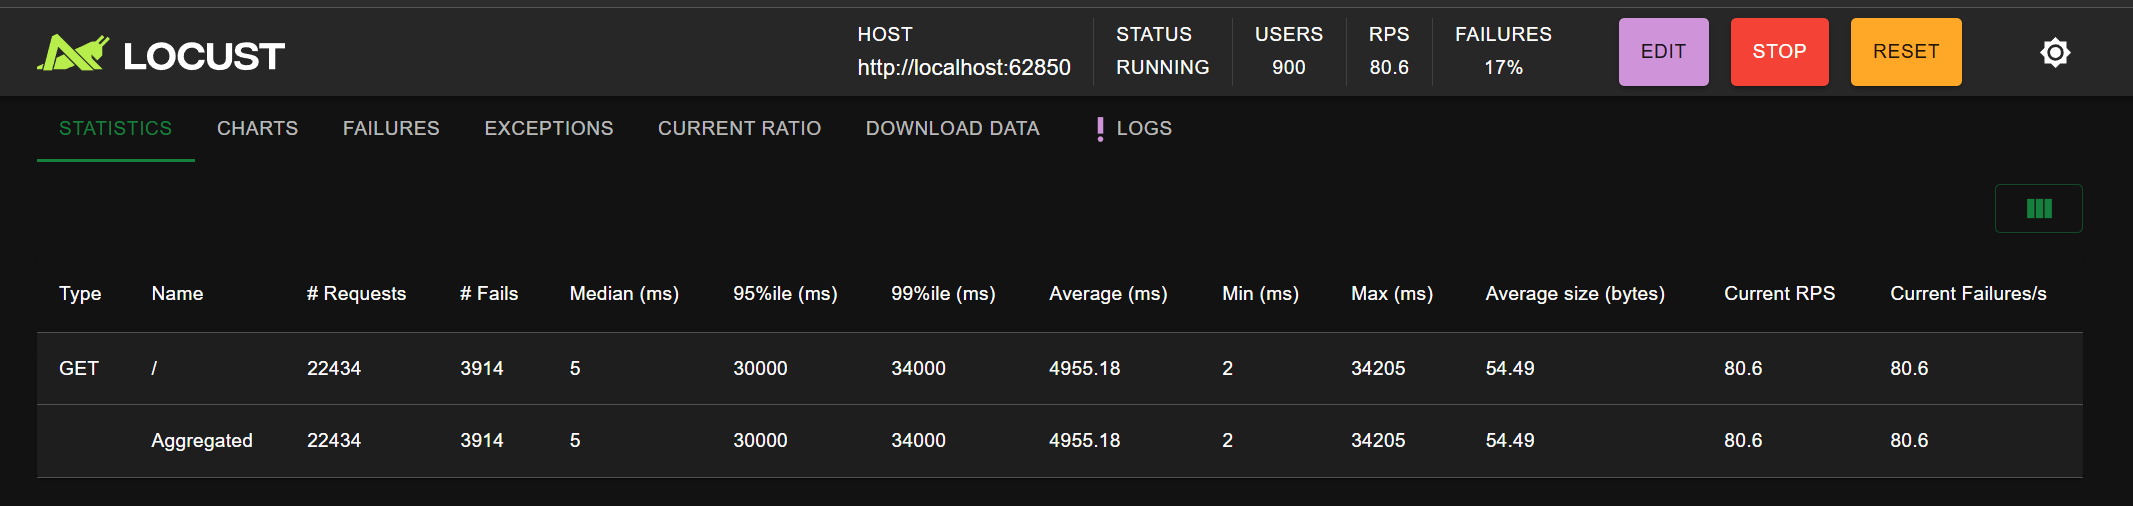 LOCUST
HOST
http://localhost:62850
STATUS
RUNNING
USERS
900
RPS
80.6
FAILURES
17%
EDIT
STOP
RESET
STATISTICS CHARTS FAILURES EXCEPTIONS CURRENT RATIO DOWNLOAD DATA LOGS
Type Name # Requests # Fails Median (ms) 95%ile (ms) 99%ile (ms) Average (ms) Min (ms) Max (ms) Average size (bytes) Current RPS Current Failures/s
GET / 22434 3914 5 30000 34000 4955.18 2 34205 54.49 80.6 80.6
Aggregated 22434 3914 5 30000 34000 4955.18 2 34205 54.49 80.6 80.6